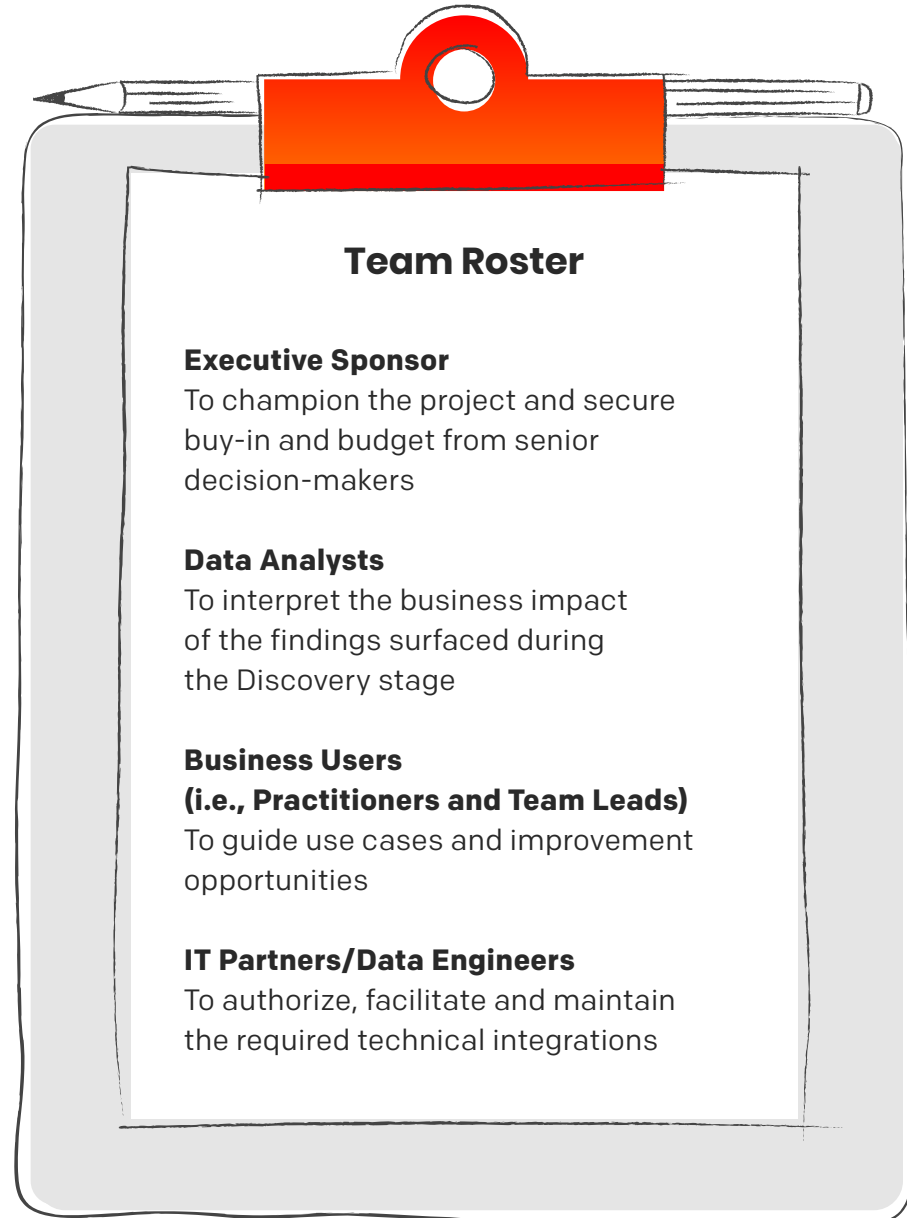 Team Roster
Executive Sponsor
To champion the project and secure
buy-in and budget from senior
decision-makers
Data Analysts
To interpret the business impact
of the findings surfaced during
the Discovery stage
Business Users
(i.e., Practitioners and Team Leads)
To guide use cases and improvement
opportunities
IT Partners/Data Engineers
To authorize, facilitate and maintain
the required technical integrations